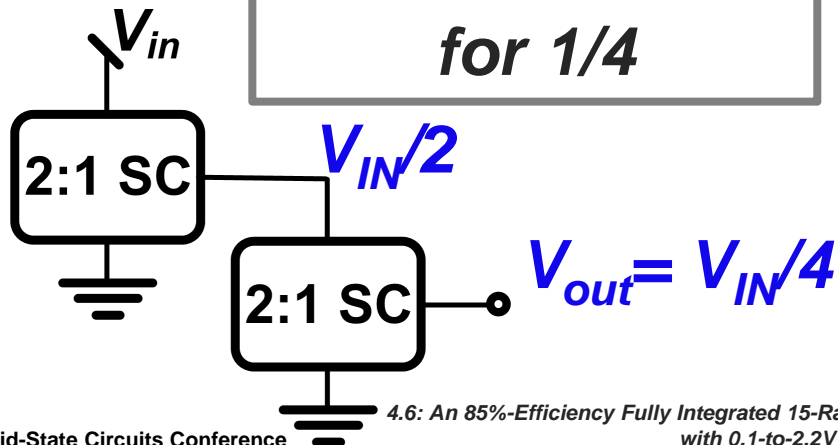 for 1/4
Vin
2:1 SC
VIN/2
2:1 SC
Vout= VIN/4
4.6: An 85%-Efficiency Fully Integrated 15-Ra
id-State Circuits Conference
with 0.1-to-2.2V